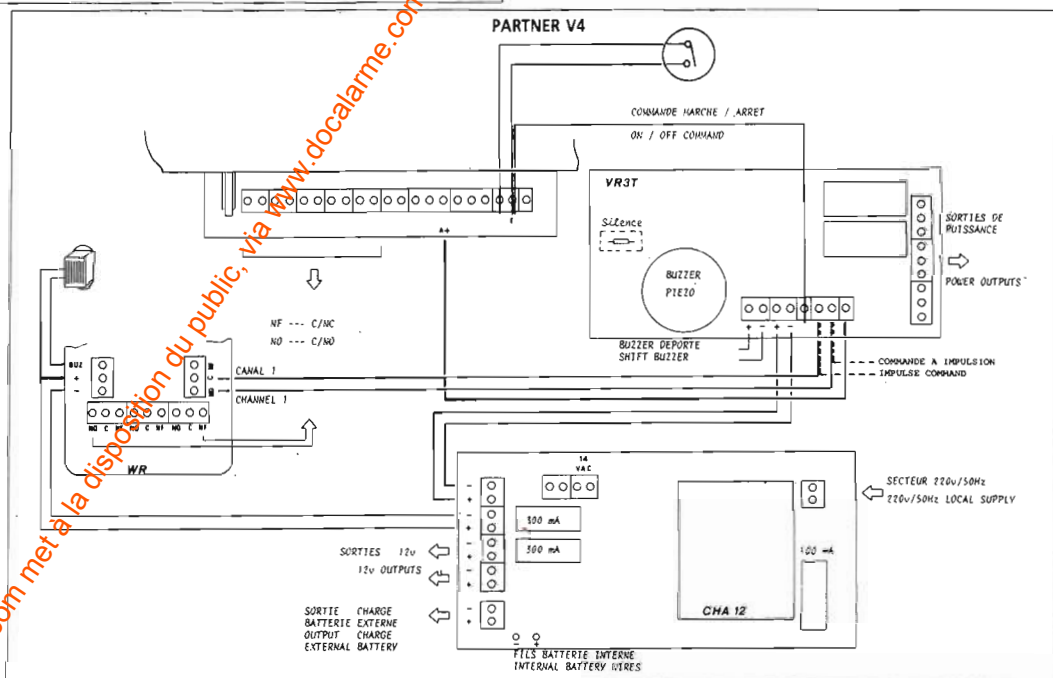 PARTNER V4
COMMANDE MARCHE / ARRET
ON / OFF COMMAND
A+
VR3T
Silence
BUZZER
PIEZO
SORTIES DE
PUISSANCE
POWER OUTPUTS
+ - + -
BUZZER DEPORTE
SHIFT BUZZER
COMMANDE A IMPULSION
IMPULSE COMMAND
NF --- C/NC
NO --- C/NO
BUZ
+
-
C
CANAL 1
CHANNEL 1
NO C NF NO C NF NO C NF
WR
14
VAC
-
+
-
+
-
+
-
+
-
+
300 mA
300 mA
SECTEUR 220v/50Hz
220v/50Hz LOCAL SUPPLY
100 mA
CHA 12
SORTIES 12v
12v OUTPUTS
SORTIE CHARGE
BATTERIE EXTERNE
OUTPUT CHARGE
EXTERNAL BATTERY
- +
FILS BATTERIE INTERNE
INTERNAL BATTERY WIRES
com met à la disposition du public, via www.docalarme.com